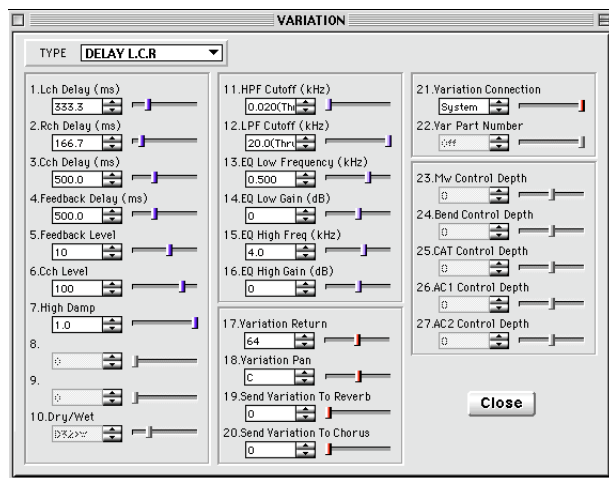 VARIATION
TYPE DELAY L.C.R
1.Lch Delay (ms)
333.3
2.Rch Delay (ms)
166.7
3.Cch Delay (ms)
500.0
4.Feedback Delay (ms)
500.0
5.Feedback Level
10
6.Cch Level
100
7.High Damp
1.0
8.
0
9.
0
10.Dry/Wet
D32>W
11.HPF Cutoff (kHz)
0.020(Thr
12.LPF Cutoff (kHz)
20.0(Thru
13.EQ Low Frequency (kHz)
0.500
14.EQ Low Gain (dB)
0
15.EQ High Freq (kHz)
4.0
16.EQ High Gain (dB)
0
17.Variation Return
64
18.Variation Pan
C
19.Send Variation To Reverb
0
20.Send Variation To Chorus
0
21.Variation Connection
System
22.Var Part Number
Off
23.Mw Control Depth
0
24.Bend Control Depth
0
25.CAT Control Depth
0
26.AC1 Control Depth
0
27.AC2 Control Depth
0
Close